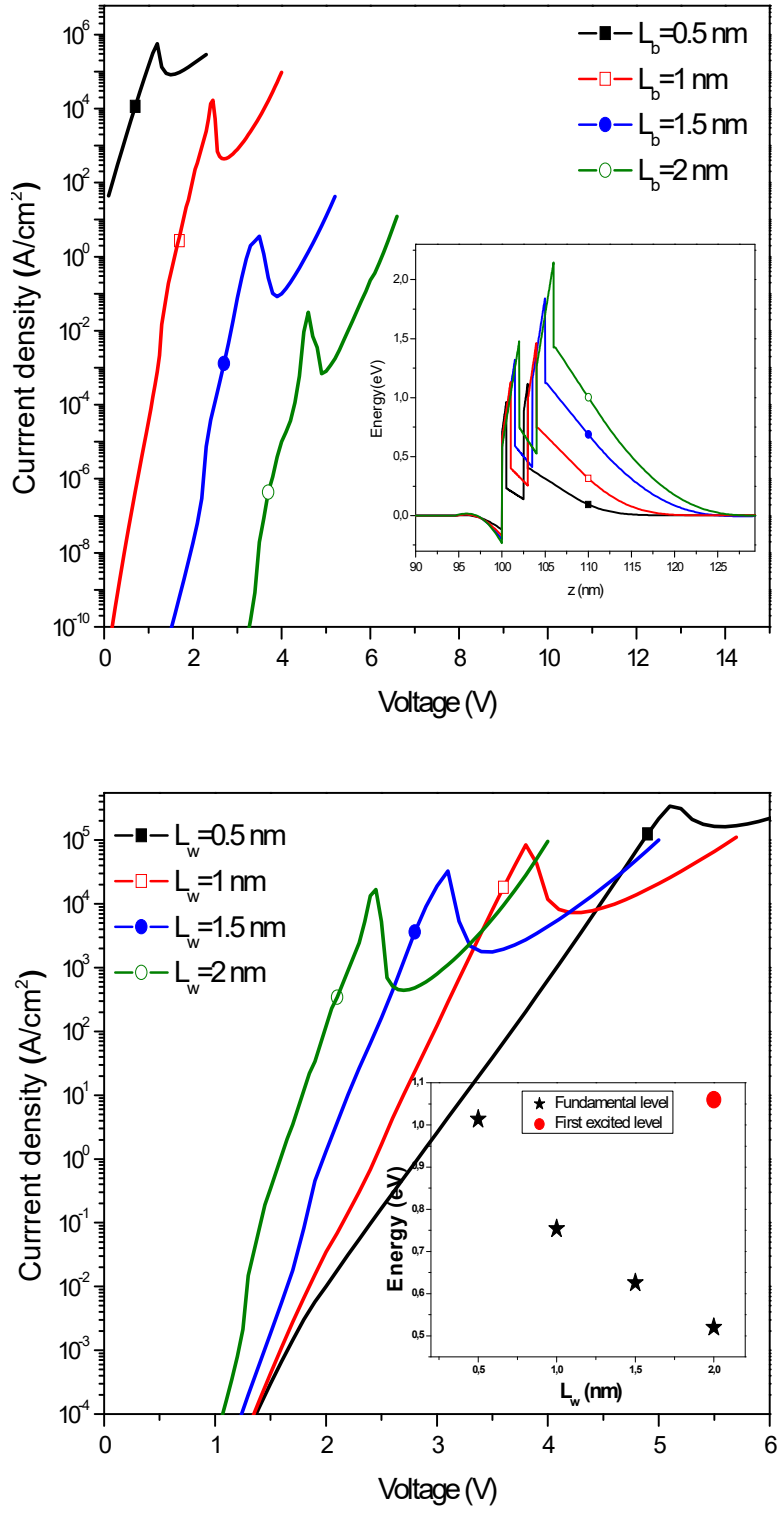 10^6
10^4
10^2
10^0
10^-2
10^-4
10^-6
10^-8
10^-10
Currrent density (A/cm^2)
L_b=0.5 nm
L_b=1 nm
L_b=1.5 nm
L_b=2 nm
2,0
1,5
1,0
0,5
0,0
Energy(eV)
90 95 100 105 110 115 120 125
z (nm)
0 2 4 6 8 10 12 14
Voltage (V)
10^5
10^4
10^3
10^2
10^1
10^0
10^-1
10^-2
10^-3
10^-4
Currrent density (A/cm^2)
L_w=0.5 nm
L_w=1 nm
L_w=1.5 nm
L_w=2 nm
1,1
1,0
0,9
0,8
0,7
0,6
0,5
Energy (eV)
Fundamental level
First excited level
0,5 1,0 1,5 2,0
L_w (nm)
0 1 2 3 4 5 6
Voltage (V)